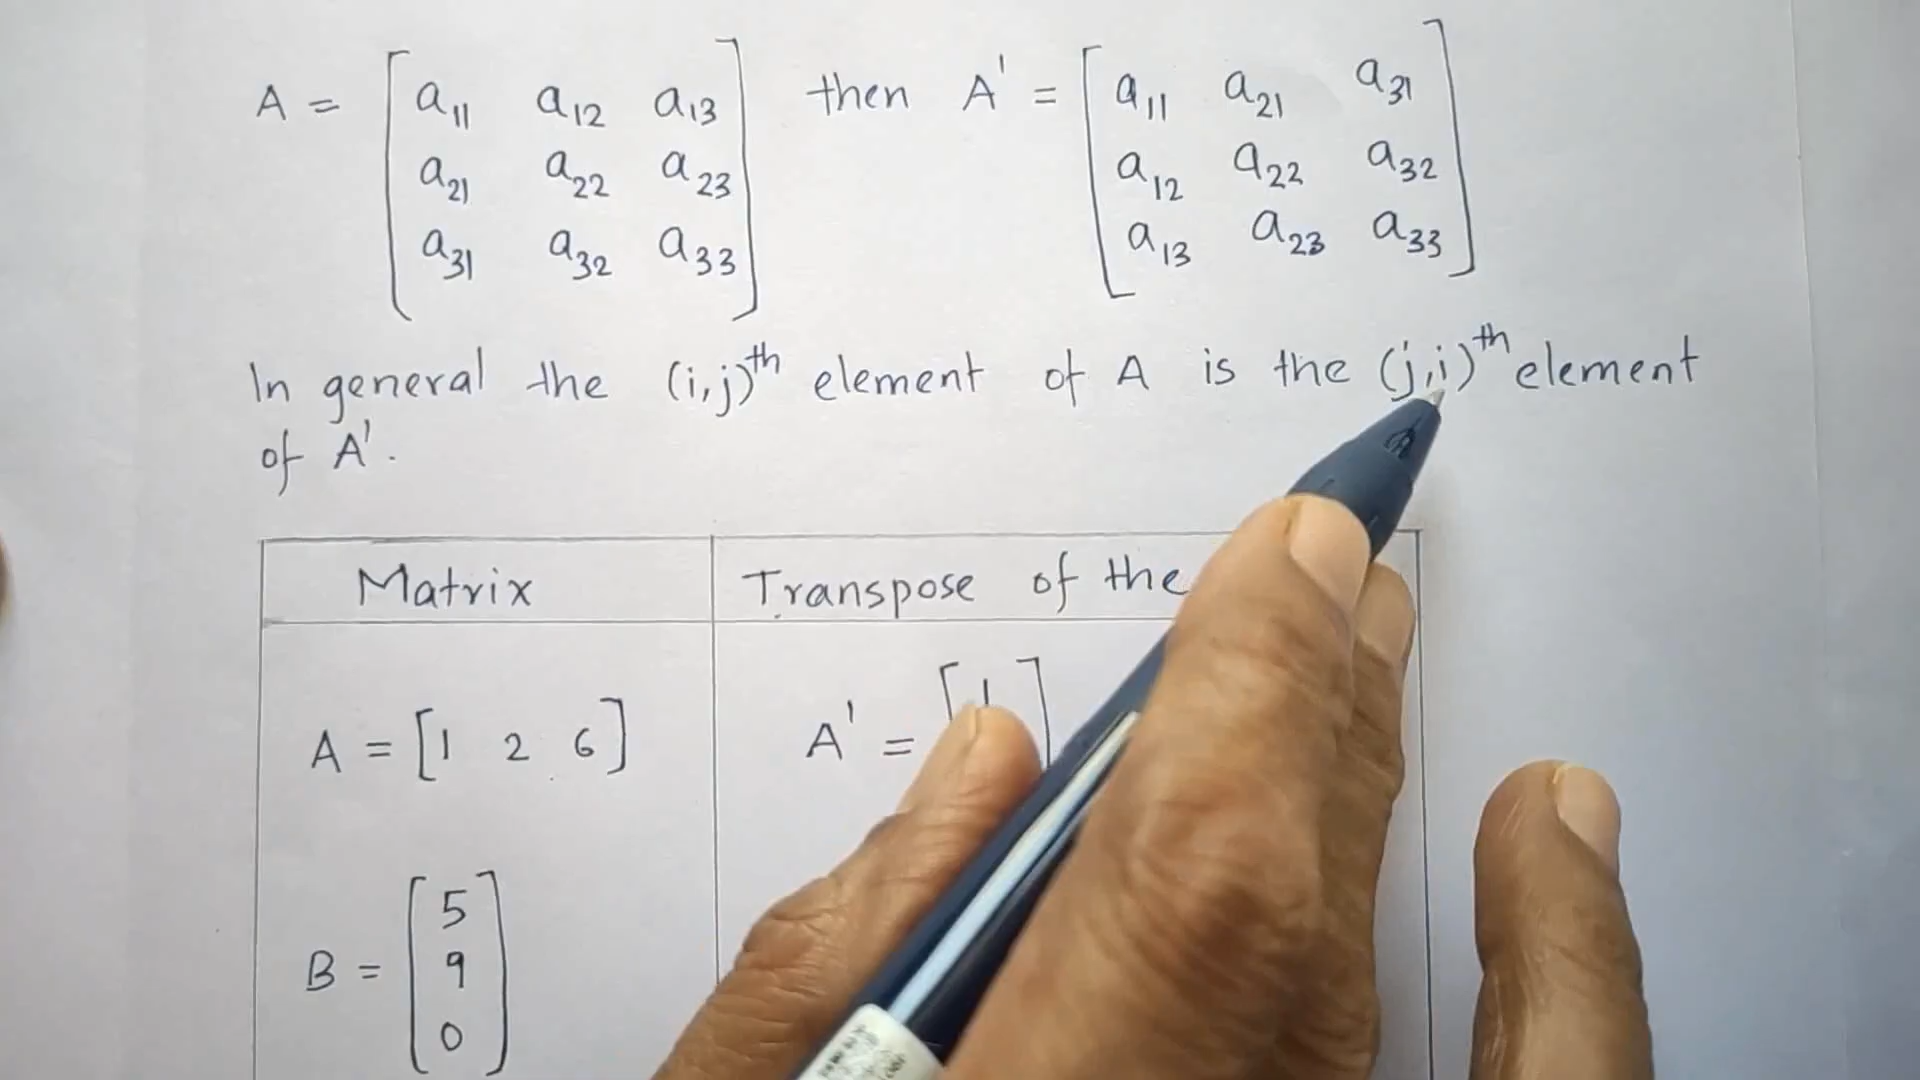 A = [ a11 a12 a13 then A' = [ a11 a21 a31
a21 a22 a23 a12 a22 a32
a31 a32 a33 ] a13 a23 a33 ]
In general the (i,j)th element of A is the (j,i)th element
of A'.
Matrix Transpose of the
A = [1 2 6] A' = [1
B = [5
9
0]